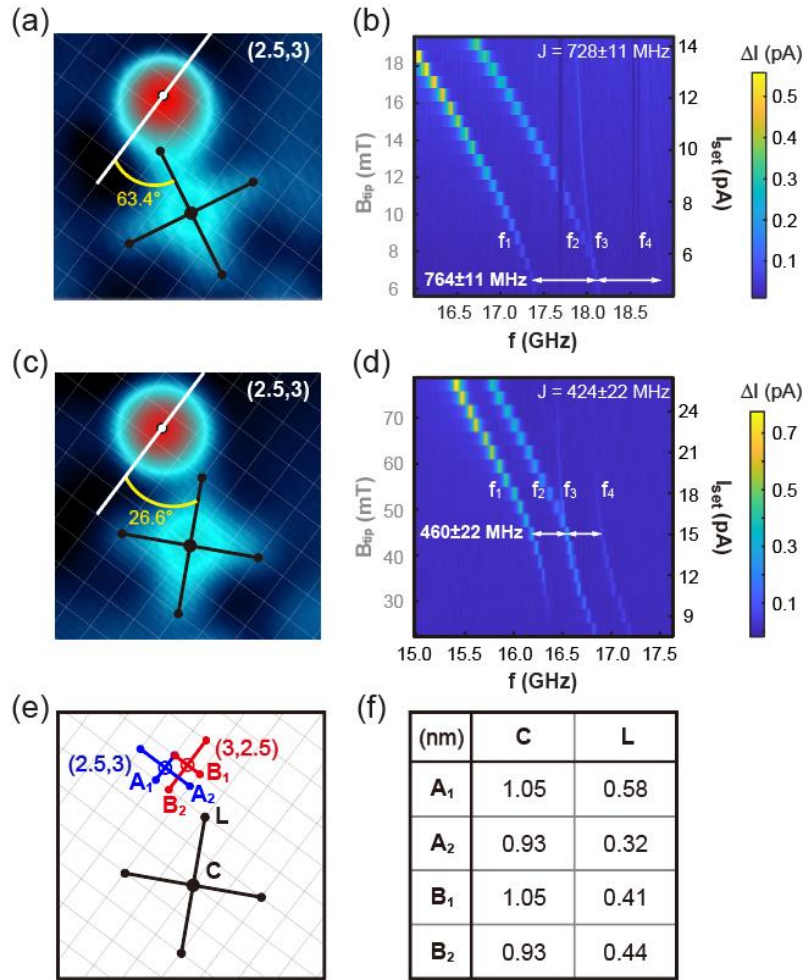 (a)
(2.5,3)
63.4°
(b)
J = 728±11 MHz
18
16
14
12
10
8
6
B_tip (mT)
14
12
10
8
6
I_set (pA)
f₁
f₂
f₃
f₄
764±11 MHz
16.5 17.0 17.5 18.0 18.5
f (GHz)
ΔI (pA)
0.5
0.4
0.3
0.2
0.1
(c)
(2.5,3)
26.6°
(d)
J = 424±22 MHz
70
60
50
40
30
B_tip (mT)
24
21
18
15
12
9
I_set (pA)
f₁
f₂
f₃
f₄
460±22 MHz
15.0 15.5 16.0 16.5 17.0 17.5
f (GHz)
ΔI (pA)
0.7
0.5
0.3
0.1
(e)
(2.5,3)
(3,2.5)
A₁
B₁
B₂
A₂
L
C
(f)
(nm) C L
A₁ 1.05 0.58
A₂ 0.93 0.32
B₁ 1.05 0.41
B₂ 0.93 0.44